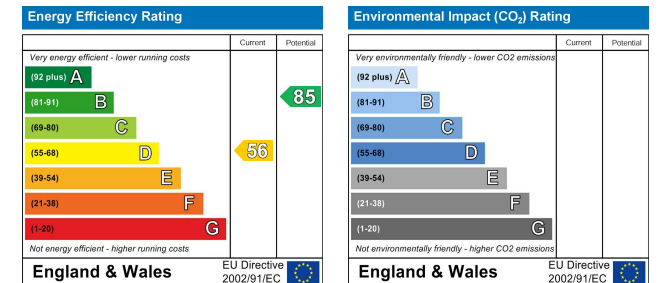 Energy Efficiency Rating
Current Potential
Very energy efficient - lower running costs
(92 plus) A
(81-91) B
85
(69-80) C
(55-68) D
56
(39-54) E
(21-38) F
(1-20) G
Not energy efficient - higher running costs
England & Wales
EU Directive
2002/91/EC
Environmental Impact (CO2) Rating
Current Potential
Very environmentally friendly - lower CO2 emissions
(92 plus) A
(81-91) B
(69-80) C
(55-68) D
(39-54) E
(21-38) F
(1-20) G
Not environmentally friendly - higher CO2 emissions
England & Wales
EU Directive
2002/91/EC